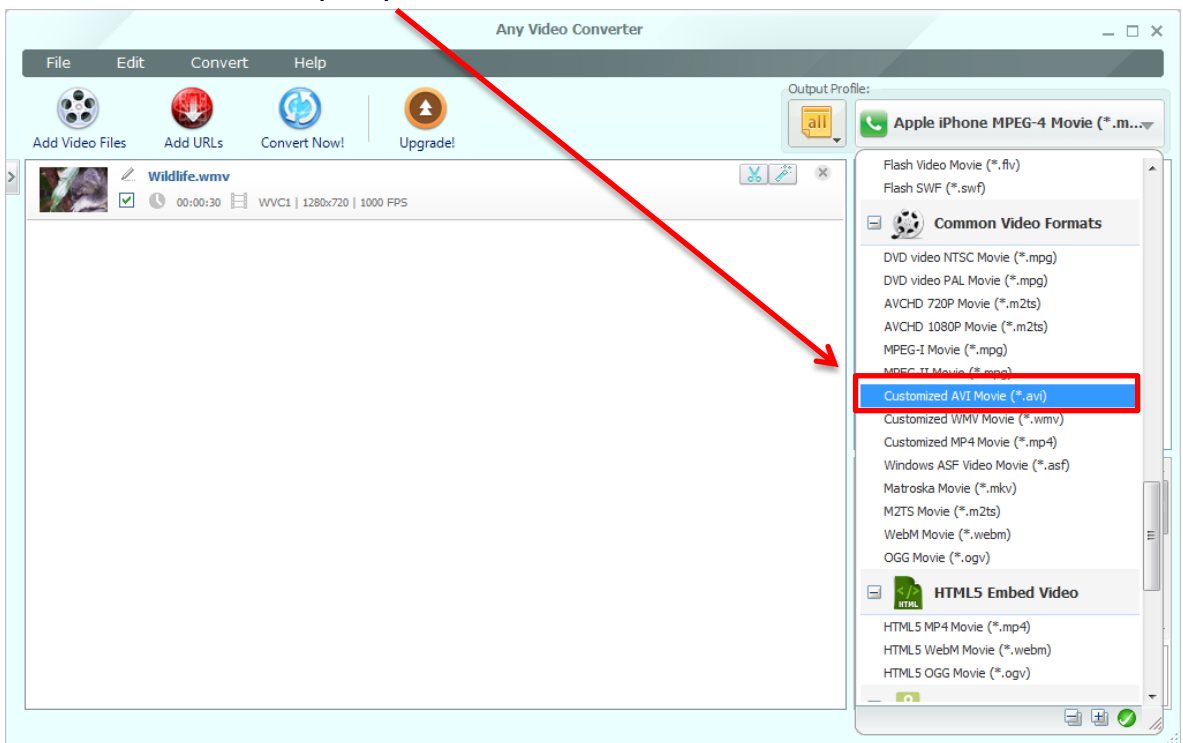 Any Video Converter
File Edit Convert Help
Output Profile:
all
Apple iPhone MPEG-4 Movie (*.m...
Add Video Files Add URLs Convert Now! Upgrade!
Wildlife.wmv
00:00:30 WVC1 | 1280x720 | 1000 FPS
Flash Video Movie (*.flv)
Flash SWF (*.swf)
Common Video Formats
DVD video NTSC Movie (*.mpg)
DVD video PAL Movie (*.mpg)
AVCHD 720P Movie (*.m2ts)
AVCHD 1080P Movie (*.m2ts)
MPEG-I Movie (*.mpg)
MPEG-II Movie (*.mpg)
Customized AVI Movie (*.avi)
Customized WMV Movie (*.wmv)
Customized MP4 Movie (*.mp4)
Windows ASF Video Movie (*.asf)
Matroska Movie (*.mkv)
M2TS Movie (*.m2ts)
WebM Movie (*.webm)
OGG Movie (*.ogv)
HTML
HTML5 Embed Video
HTML5 MP4 Movie (*.mp4)
HTML5 WebM Movie (*.webm)
HTML5 OGG Movie (*.ogv)